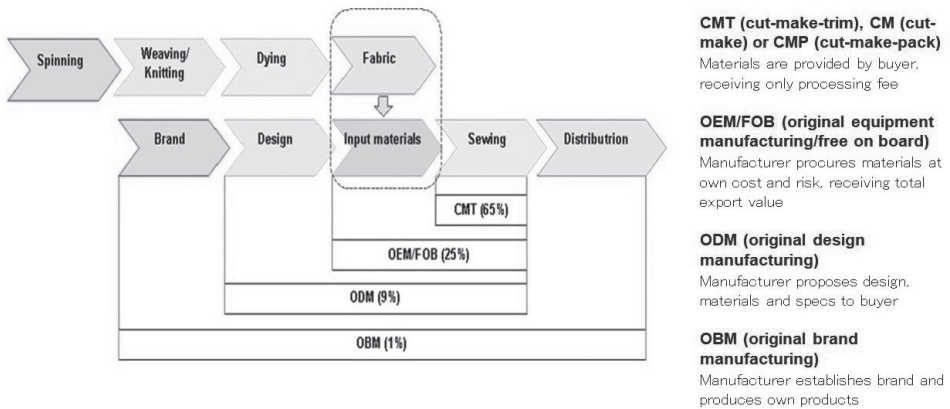 Spinning
Weaving/
Knitting
Dying
Fabric
Brand
Design
Input materials
Sewing
Distributrion
CMT (65%)
OEM/FOB (25%)
ODM (9%)
OBM (1%)
CMT (cut-make-trim), CM (cut-
make) or CMP (cut-make-pack)
Materials are provided by buyer,
receiving only processing fee
OEM/FOB (original equipment
manufacturing/free on board)
Manufacturer procures materials at
own cost and risk, receiving total
export value
ODM (original design
manufacturing)
Manufacturer proposes design,
materials and specs to buyer
OBM (original brand
manufacturing)
Manufacturer establishes brand and
produces own products